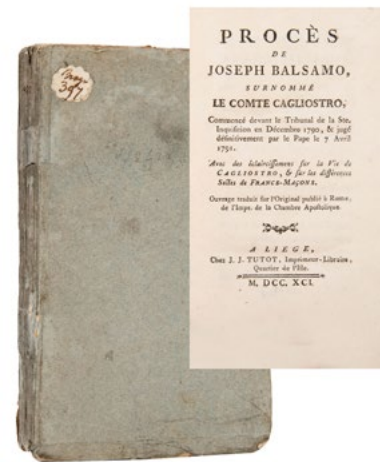 397
PROCÈS
DE
JOSEPH BALSAMO,
SURNOMMÉ
LE COMTE CAGLIOSTRO,
Commencé devant le Tribunal de la Ste.
Inquisition en Décembre 1790, & jugé
définitivement par le Pape le 7 Avril
1791.
Avec des éclaircissemens sur la Vie de
CAGLIOSTRO, & sur les différentes
Sectes de FRANCS-MAÇONS.
Ouvrage traduit sur l'Original publié à Rome,
de l'Impr. de la Chambre Apostolique
A LIEGE,
Chez J. J. TUTOT, Imprimeur-Libraire,
Quartier de l'Isle.
M. DCC. XCI.